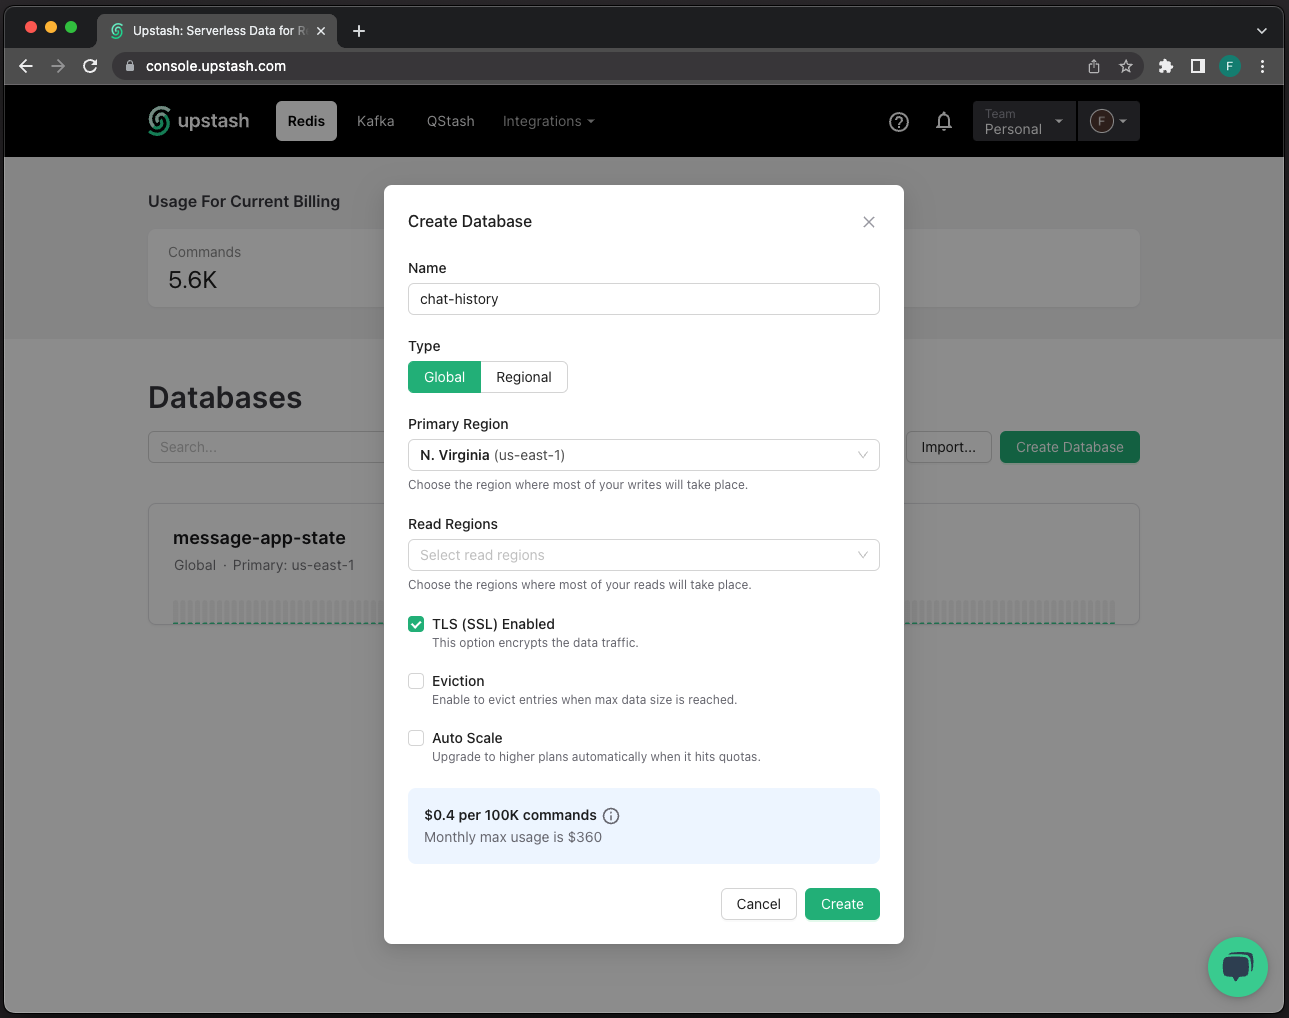 Upstash: Serverless Data for R
console.upstash.com
F
upstash
Redis
Kafka
QStash
Integrations
Team
Personal
F
Usage For Current Billing
Commands
5.6K
Databases
Search...
Import...
Create Database
message-app-state
Global · Primary: us-east-1
Create Database
Name
chat-history
Type
Global
Regional
Primary Region
N. Virginia (us-east-1)
Choose the region where most of your writes will take place.
Read Regions
Select read regions
Choose the regions where most of your reads will take place.
TLS (SSL) Enabled
This option encrypts the data traffic.
Eviction
Enable to evict entries when max data size is reached.
Auto Scale
Upgrade to higher plans automatically when it hits quotas.
$0.4 per 100K commands
Monthly max usage is $360
Cancel
Create